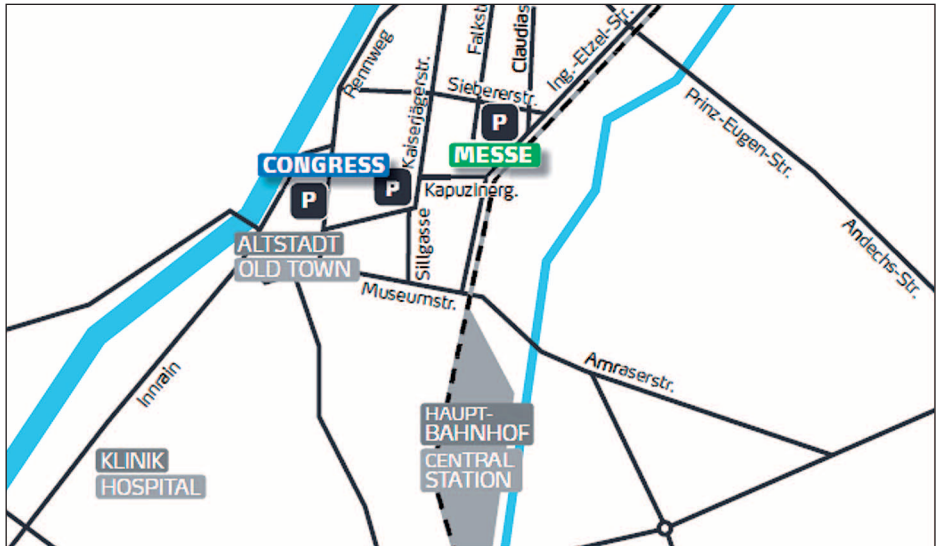 Rennweg
Kaiserjägerstr.
Falkst
Claudias
Ing.-Etzel-Str.
Siebererstr.
Prinz-Eugen-Str.
P
MESSE
CONGRESS
P
P
Kapuzinerg.
Andechs-Str.
ALTSTADT
OLD TOWN
Sillgasse
Museumstr.
Innrain
Amraserstr.
HAUPT-
BAHNHOF
CENTRAL
STATION
KLINIK
HOSPITAL